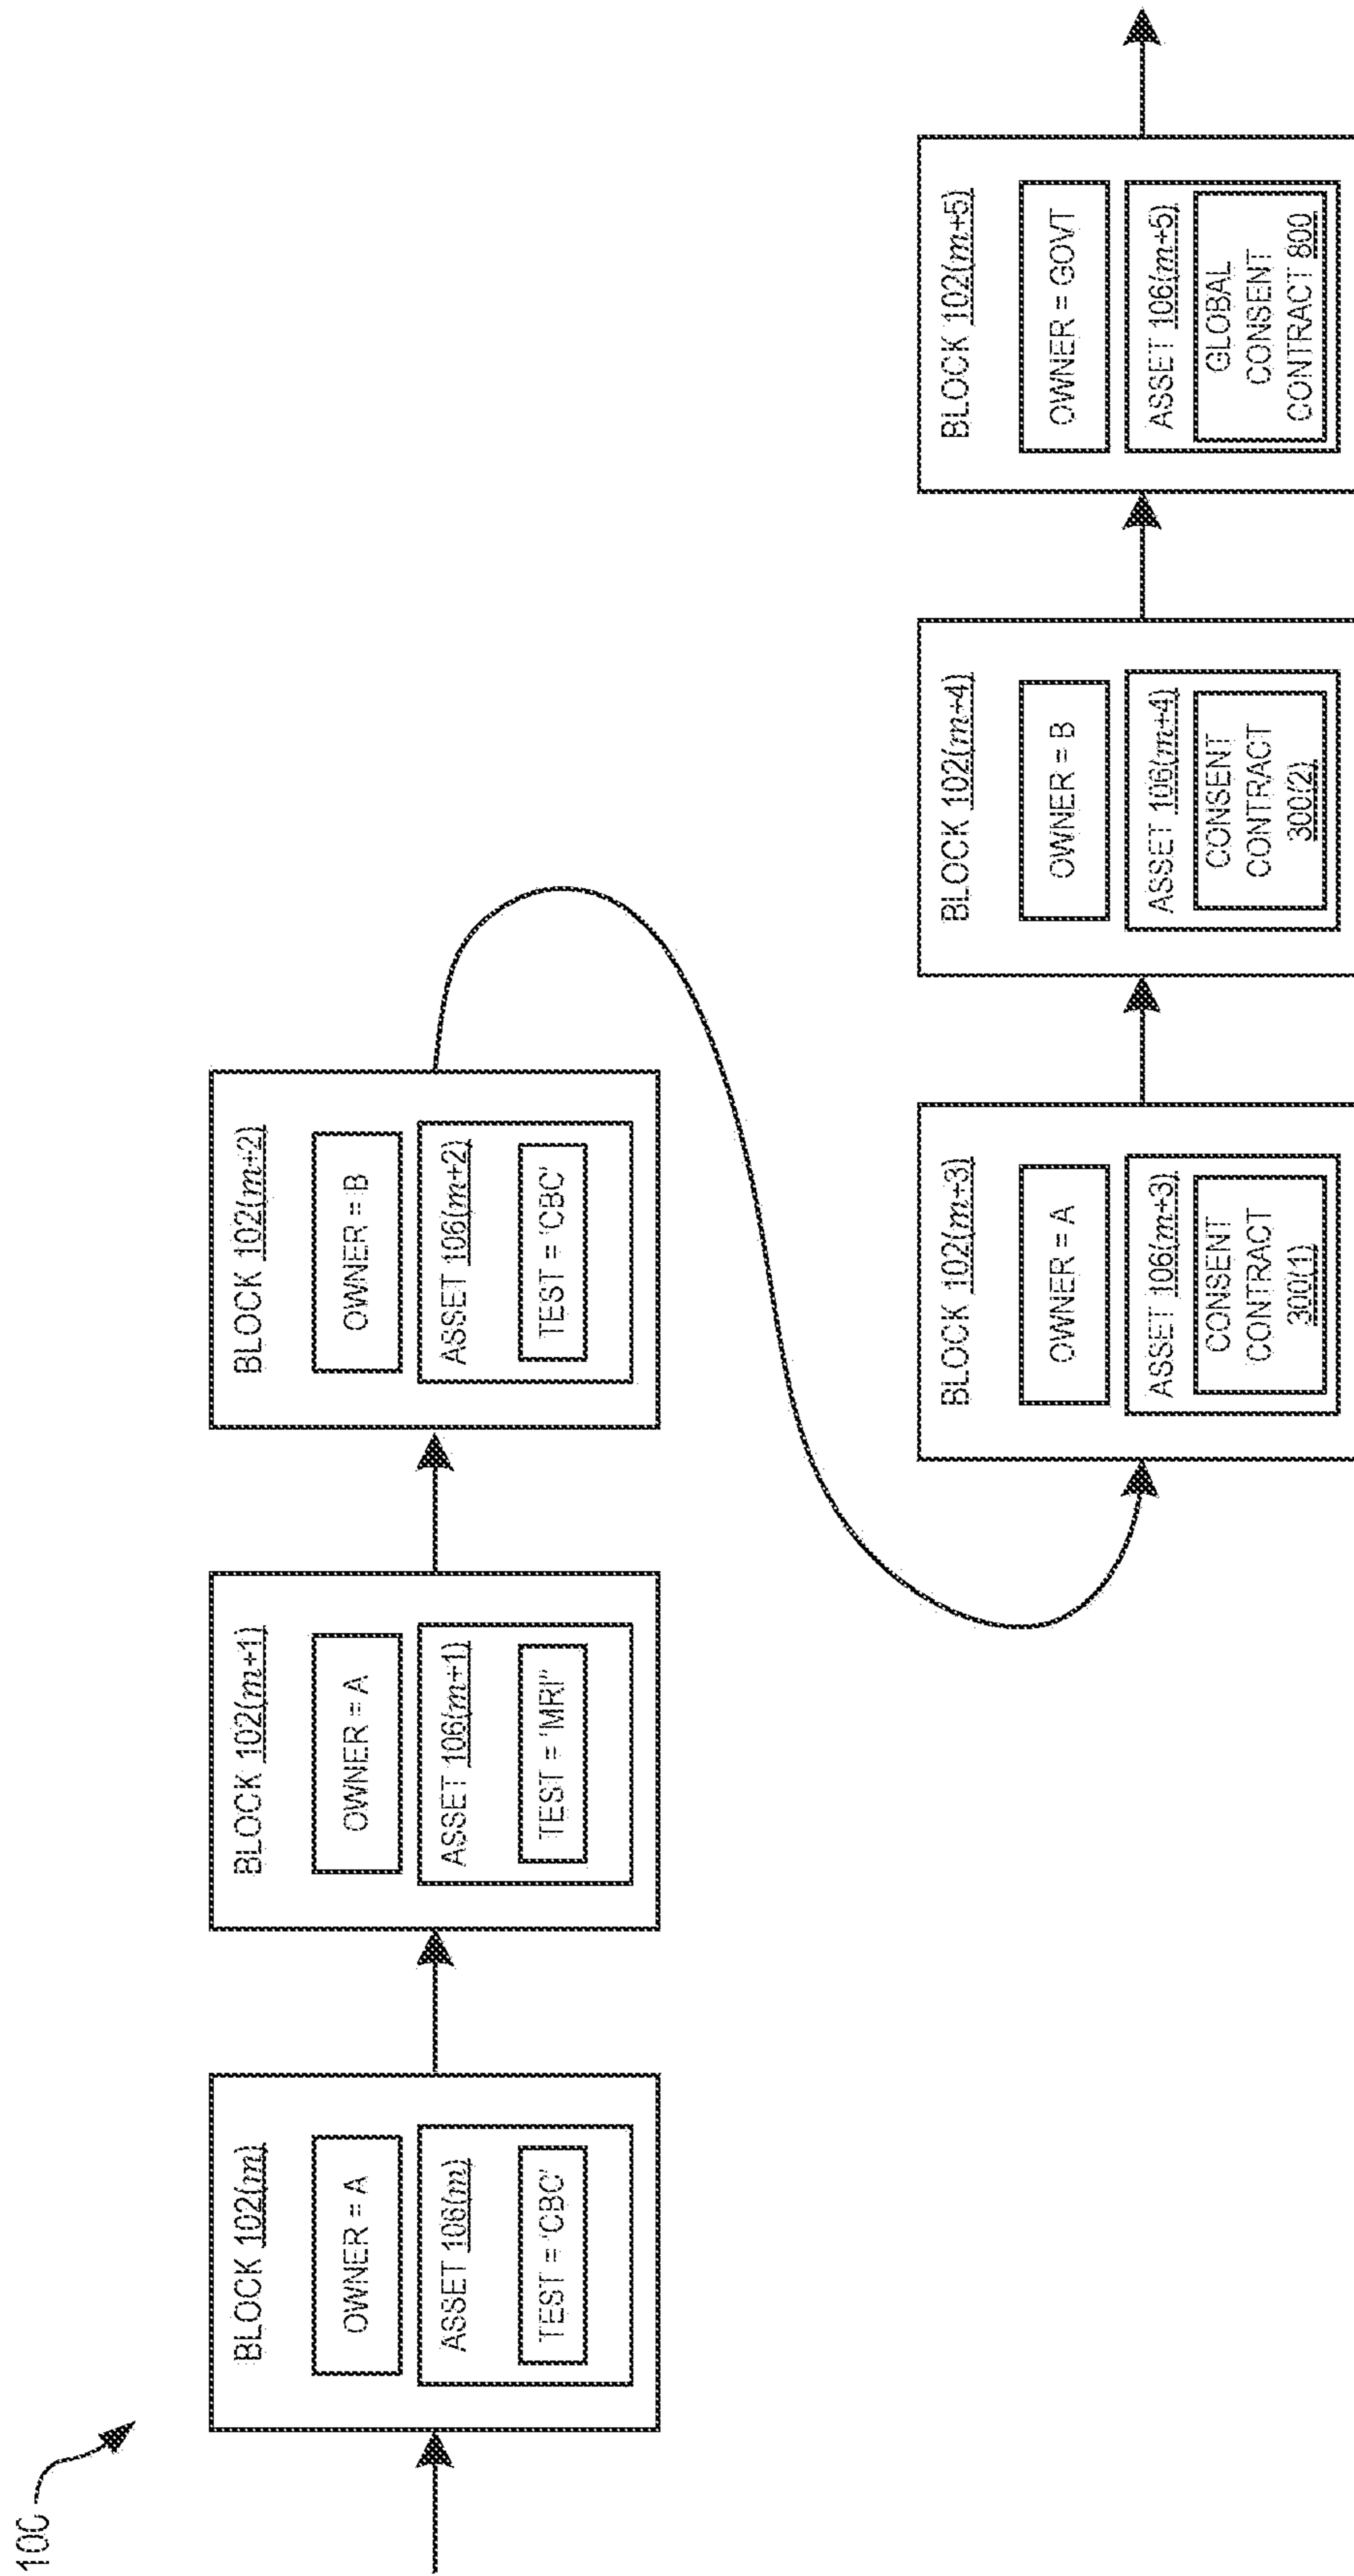 100
BLOCK 102(m)
OWNER = A
ASSET 106(m)
TEST = 'CBC'
BLOCK 102(m+1)
OWNER = A
ASSET 106(m+1)
TEST = 'MRI''
BLOCK 102(m+2)
OWNER = B
ASSET 106(m+2)
TEST = 'CBC'
BLOCK 102(m+3)
OWNER = A
ASSET 106(m+3)
CONSENT
CONTRACT
300(1)
BLOCK 102(m+4)
OWNER = B
ASSET 106(m+4)
CONSENT
CONTRACT
300(2)
BLOCK 102(m+5)
OWNER = GOVT
ASSET 106(m+5)
GLOBAL
CONSENT
CONTRACT 800